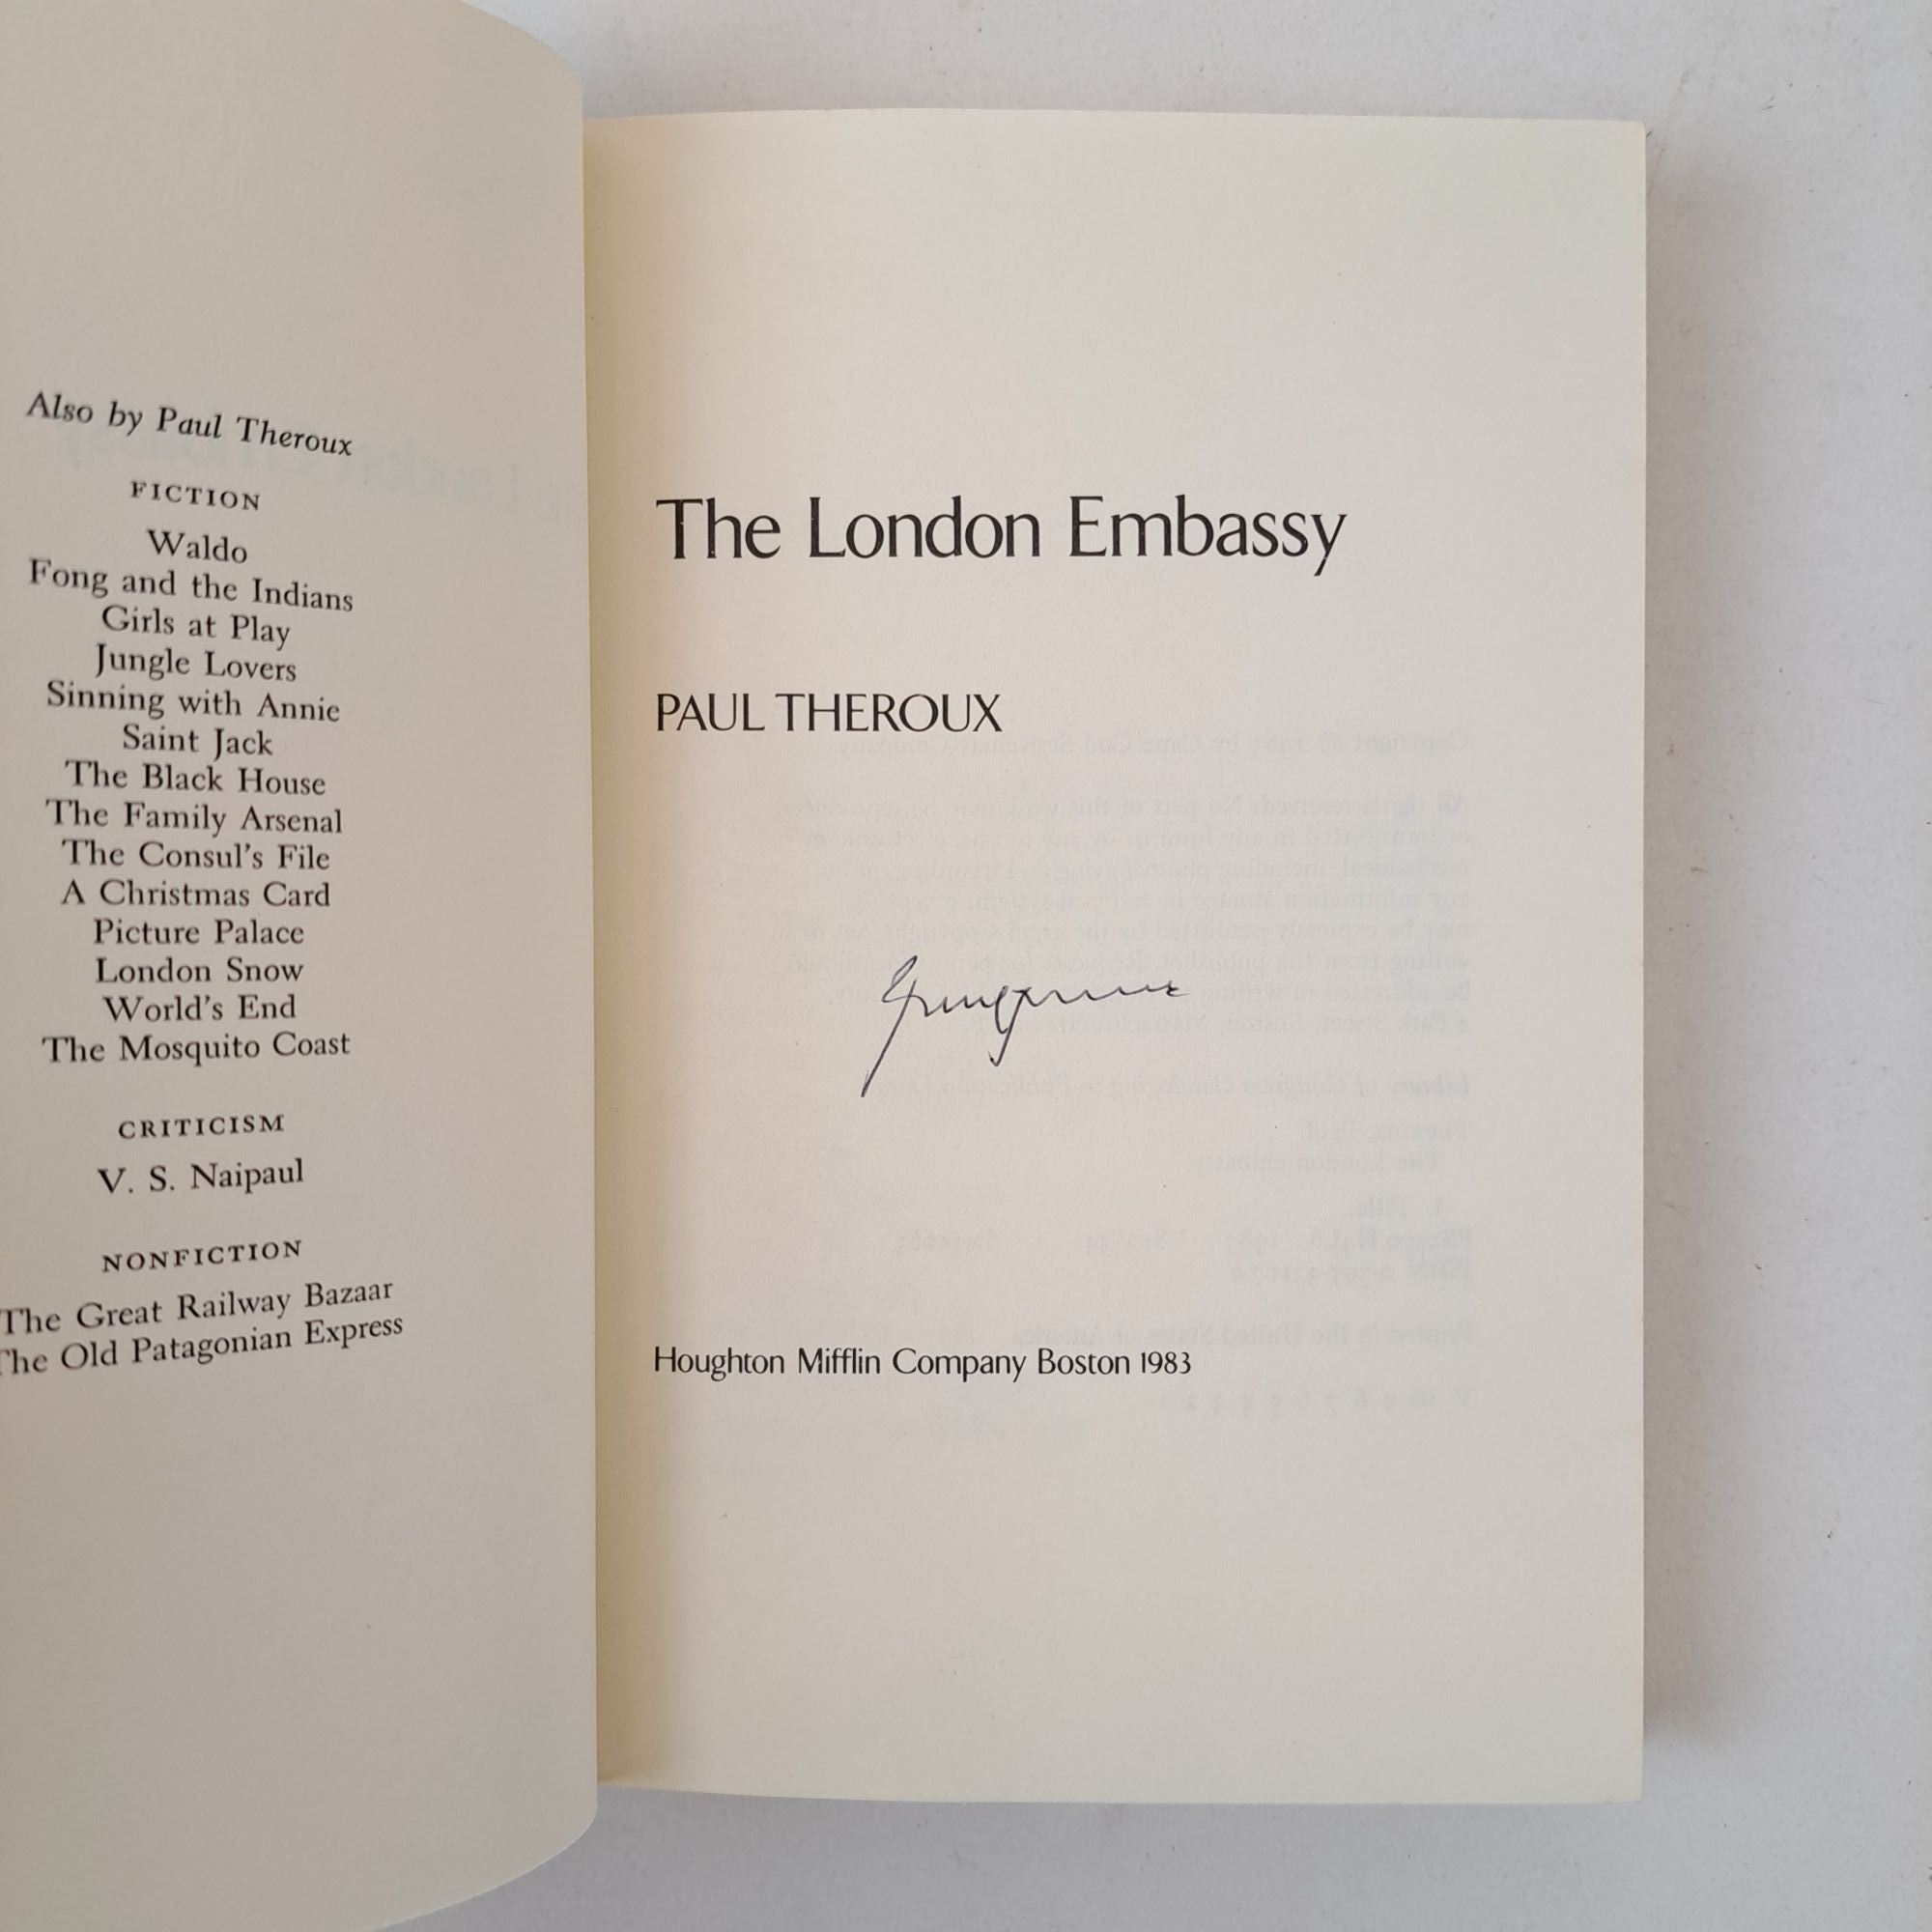 Also by Paul Theroux
FICTION
Waldo
Fong and the Indians
Girls at Play
Jungle Lovers
Sinning with Annie
Saint Jack
The Black House
The Family Arsenal
The Consul's File
A Christmas Card
Picture Palace
London Snow
World's End
The Mosquito Coast
CRITICISM
V. S. Naipaul
NONFICTION
The Great Railway Bazaar
The Old Patagonian Express
The London Embassy
PAUL THEROUX
Houghton Mifflin Company Boston 1983